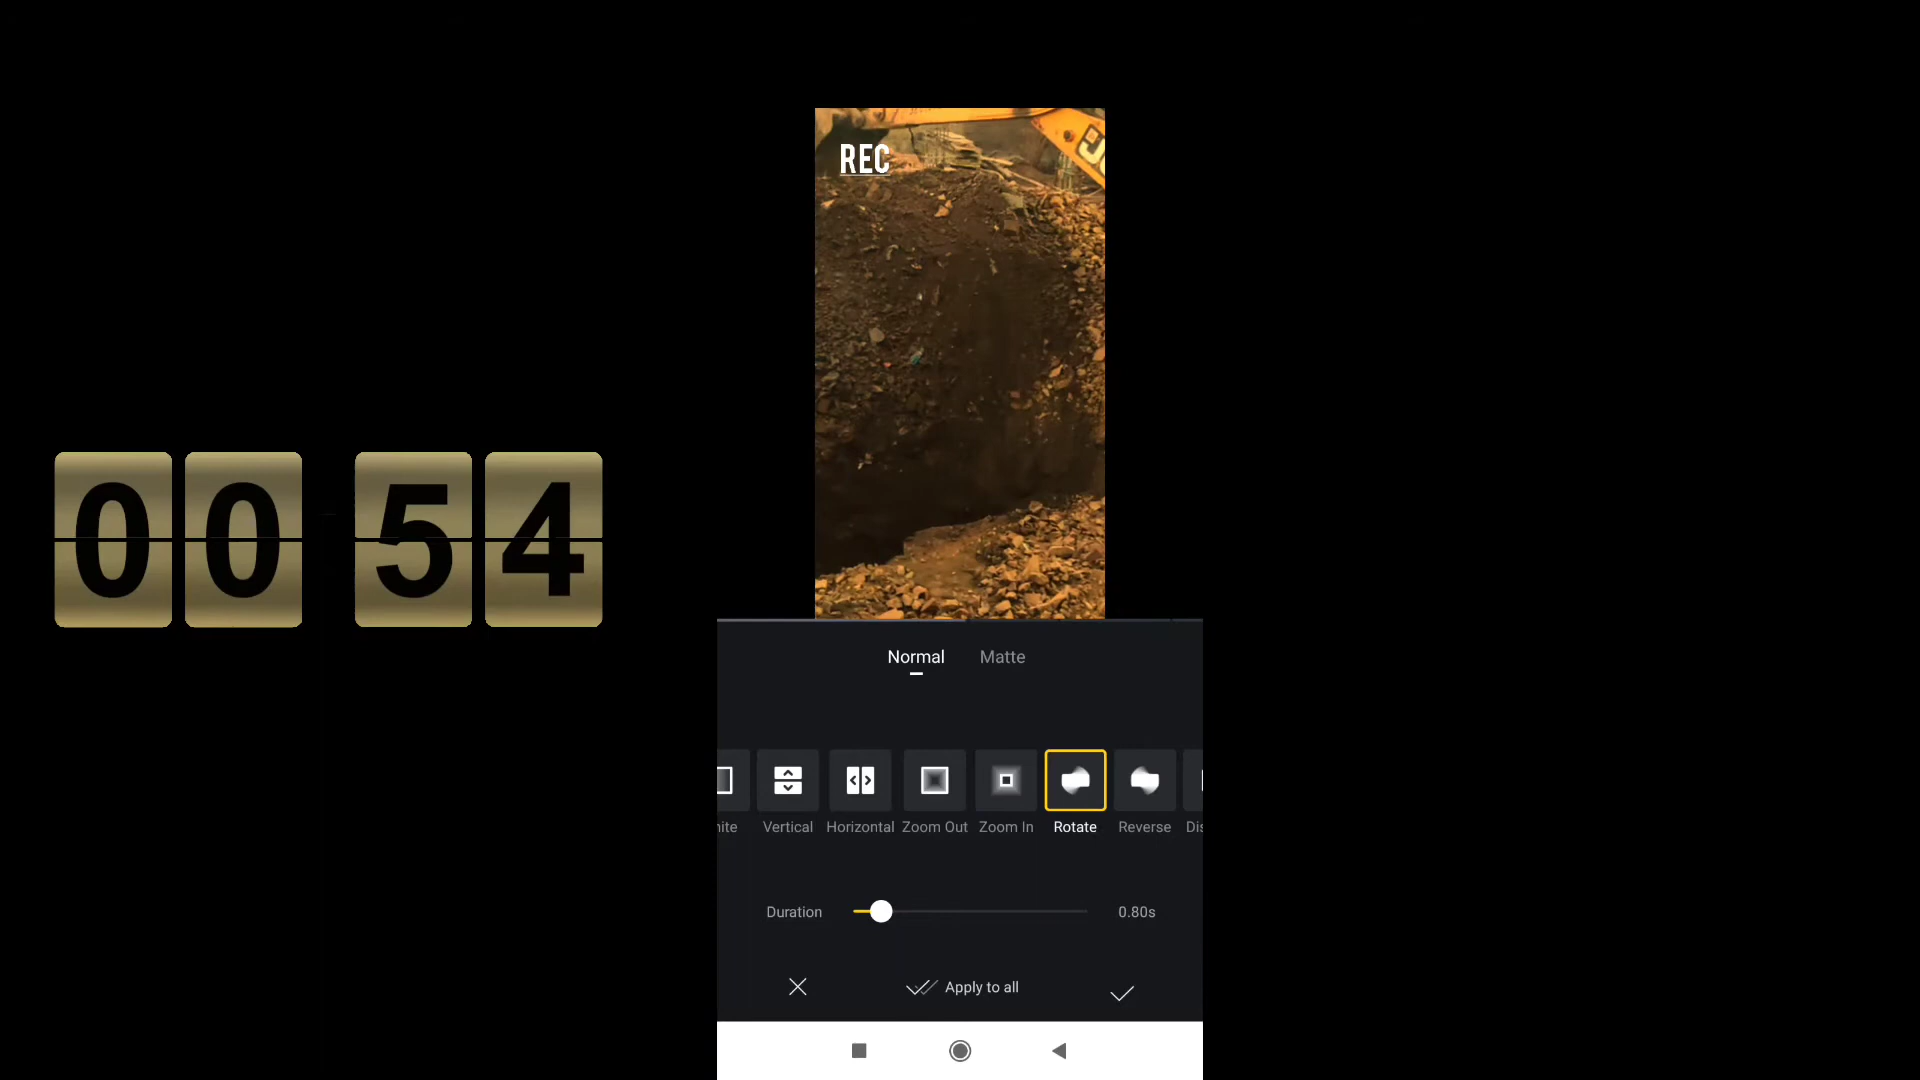 REC
00 54
Normal Matte
Vertical Horizontal Zoom Out Zoom In Rotate Reverse
Duration 0.80s
Apply to all